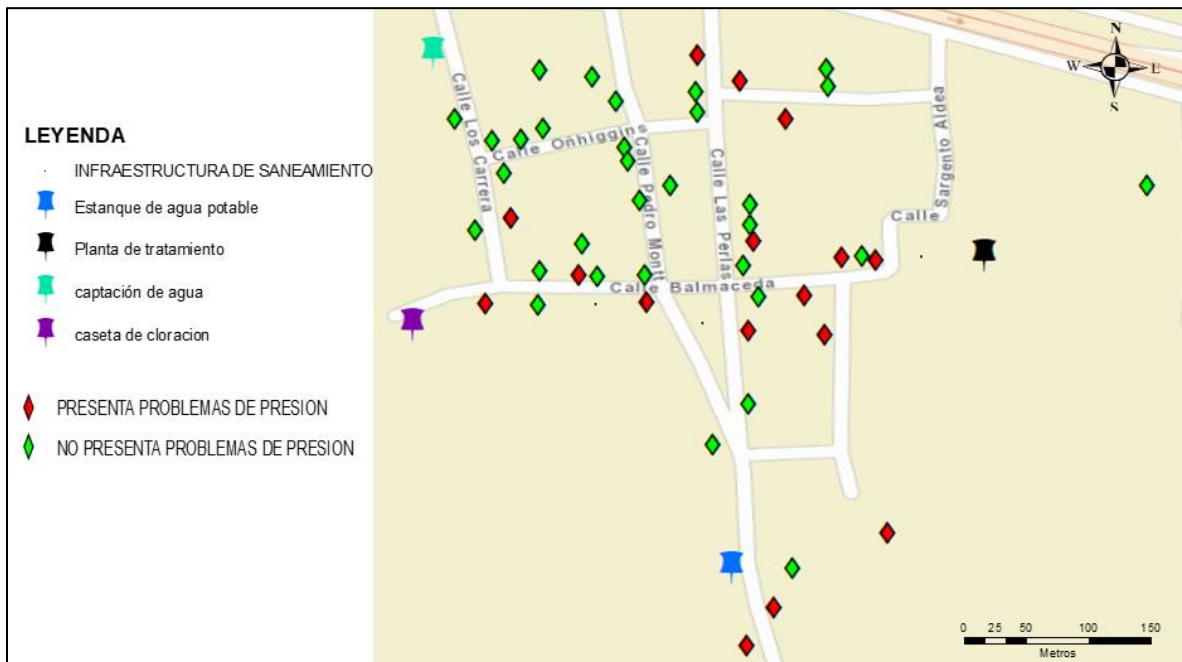 LEYENDA
INFRAESTRUCTURA DE SANEAMIENTO
Estanque de agua potable
Planta de tratamiento
captación de agua
caseta de cloracion
PRESENTA PROBLEMAS DE PRESION
NO PRESENTA PROBLEMAS DE PRESION
N
W E
S
Calle Los Carrera
Calle Oñhiggins
Calle Pedro Montt
Calle Las Perlas
Sargento Aldea
Calle
Calle Balmaceda
0 25 50 100 150
Metros